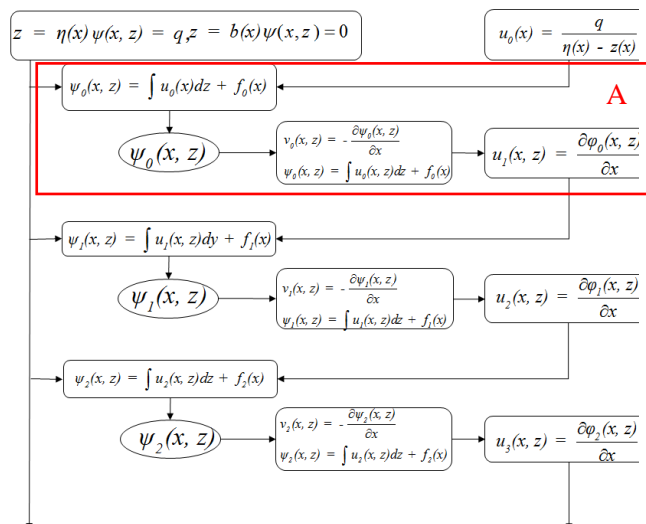 z = η(x) ψ(x, z) = q, z = b(x) ψ(x, z) = 0
u₀(x) = q / (η(x) - z(x))
A
ψ₀(x, z) = ∫ u₀(x)dz + f₀(x)
ψ₀(x, z)
v₀(x, z) = - ∂ψ₀(x, z) / ∂x
ψ₀(x, z) = ∫ u₀(x, z)dz + f₀(x)
u₁(x, z) = ∂φ₀(x, z) / ∂x
ψ₁(x, z) = ∫ u₁(x, z)dy + f₁(x)
ψ₁(x, z)
v₁(x, z) = - ∂ψ₁(x, z) / ∂x
ψ₁(x, z) = ∫ u₁(x, z)dz + f₁(x)
u₂(x, z) = ∂φ₁(x, z) / ∂x
ψ₂(x, z) = ∫ u₂(x, z)dz + f₂(x)
ψ₂(x, z)
v₂(x, z) = - ∂ψ₂(x, z) / ∂x
ψ₂(x, z) = ∫ u₂(x, z)dz + f₂(x)
u₃(x, z) = ∂φ₂(x, z) / ∂x